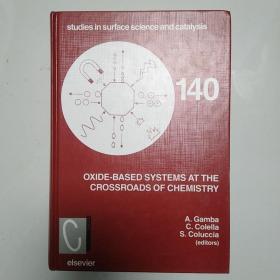 studies in surface science and catalysis
140
OXIDE-BASED SYSTEMS AT THE
CROSSROADS OF CHEMISTRY
A. Gamba
C. Colella
S. Coluccia
(editors)
C
elsevier